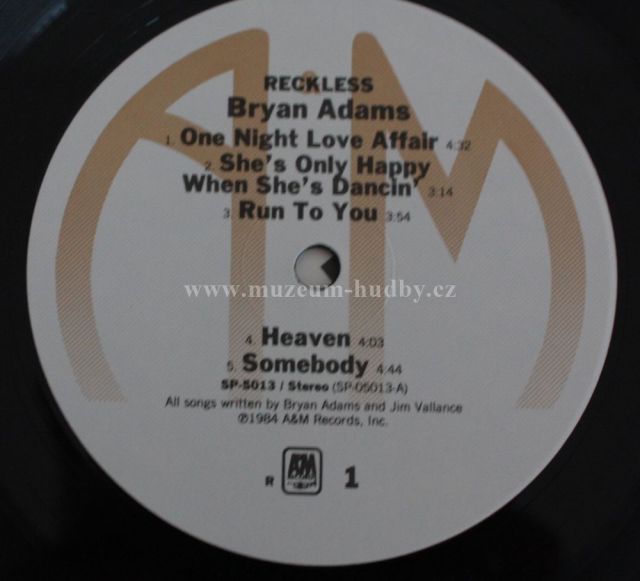 A&M
RECKLESS
Bryan Adams
1. One Night Love Affair 4:32
2. She's Only Happy
When She's Dancin' 3:14
3. Run To You 3:54
www.muzeum-hudby.cz
4. Heaven 4:03
5. Somebody 4:44
SP-5013 / Stereo (SP-05013-A)
All songs written by Bryan Adams and Jim Vallance
℗1984 A&M Records, Inc.
R A&M 1